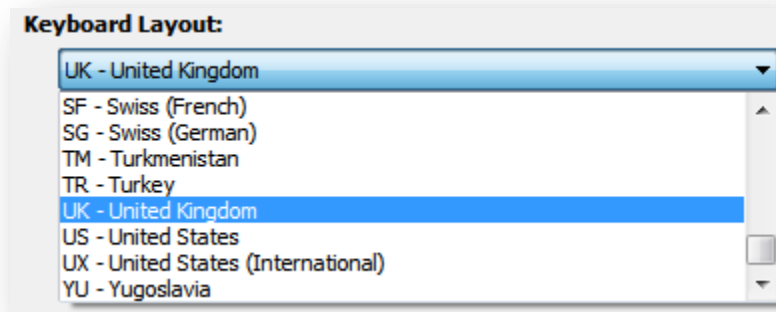 Keyboard Layout:
UK - United Kingdom
SF - Swiss (French)
SG - Swiss (German)
TM - Turkmenistan
TR - Turkey
UK - United Kingdom
US - United States
UX - United States (International)
YU - Yugoslavia